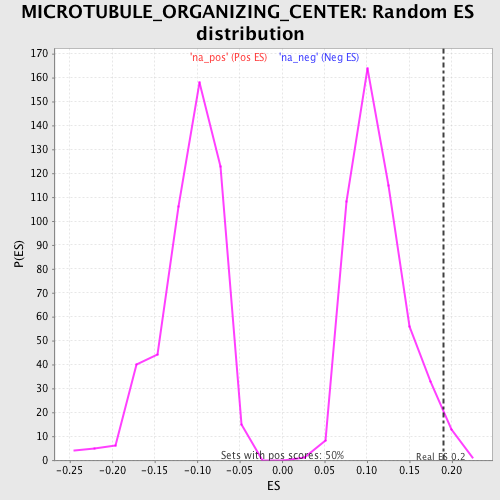 MICROTUBULE_ORGANIZING_CENTER: Random ES
distribution
'na_pos' (Pos ES) 'na_neg' (Neg ES)
170
160
150
140
130
120
110
100
90
80
70
60
50
40
30
20
10
0
P(ES)
Sets with pos scores: 50%
Real ES 0.2
-0.25 -0.20 -0.15 -0.10 -0.05 0.00 0.05 0.10 0.15 0.20
ES